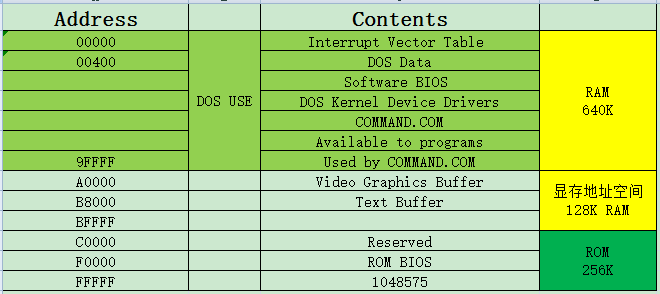 Address Contents
00000 Interrupt Vector Table
00400 DOS Data
Software BIOS
DOS USE DOS Kernel Device Drivers
RAM
640K
COMMAND.COM
Available to programs
9FFFF Used by COMMAND.COM
A0000 Video Graphics Buffer
B8000 Text Buffer
显存地址空间
128K RAM
BFFFF
C0000 Reserved
F0000 ROM BIOS
ROM
256K
FFFFF 1048575